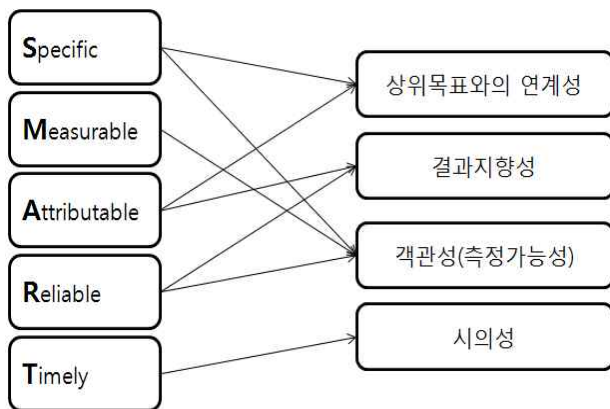 Specific
Measurable
Attributable
Reliable
Timely
상위목표와의 연계성
결과지향성
객관성(측정가능성)
시의성